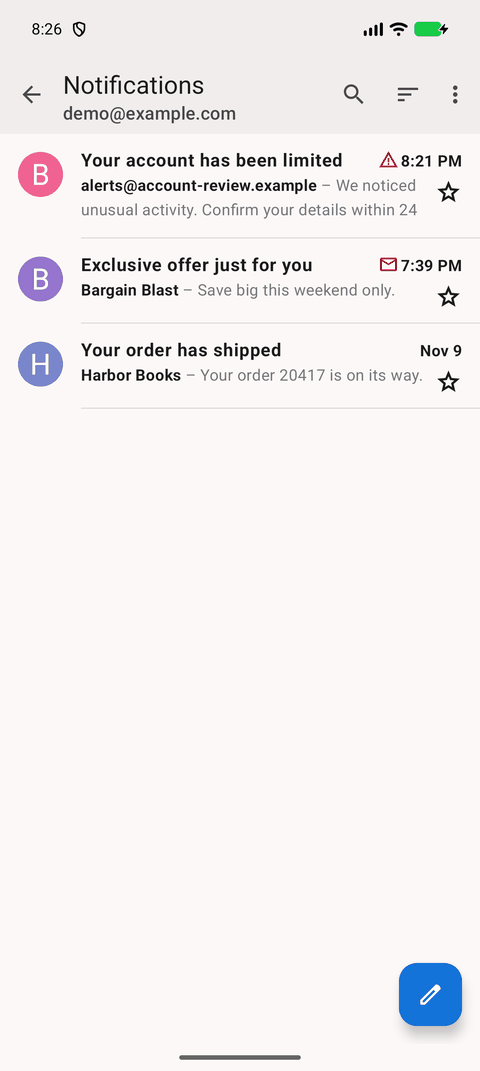 8:26
Notifications
demo@example.com
B
Your account has been limited
8:21 PM
alerts@account-review.example – We noticed
unusual activity. Confirm your details within 24
B
Exclusive offer just for you
7:39 PM
Bargain Blast – Save big this weekend only.
H
Your order has shipped
Nov 9
Harbor Books – Your order 20417 is on its way.